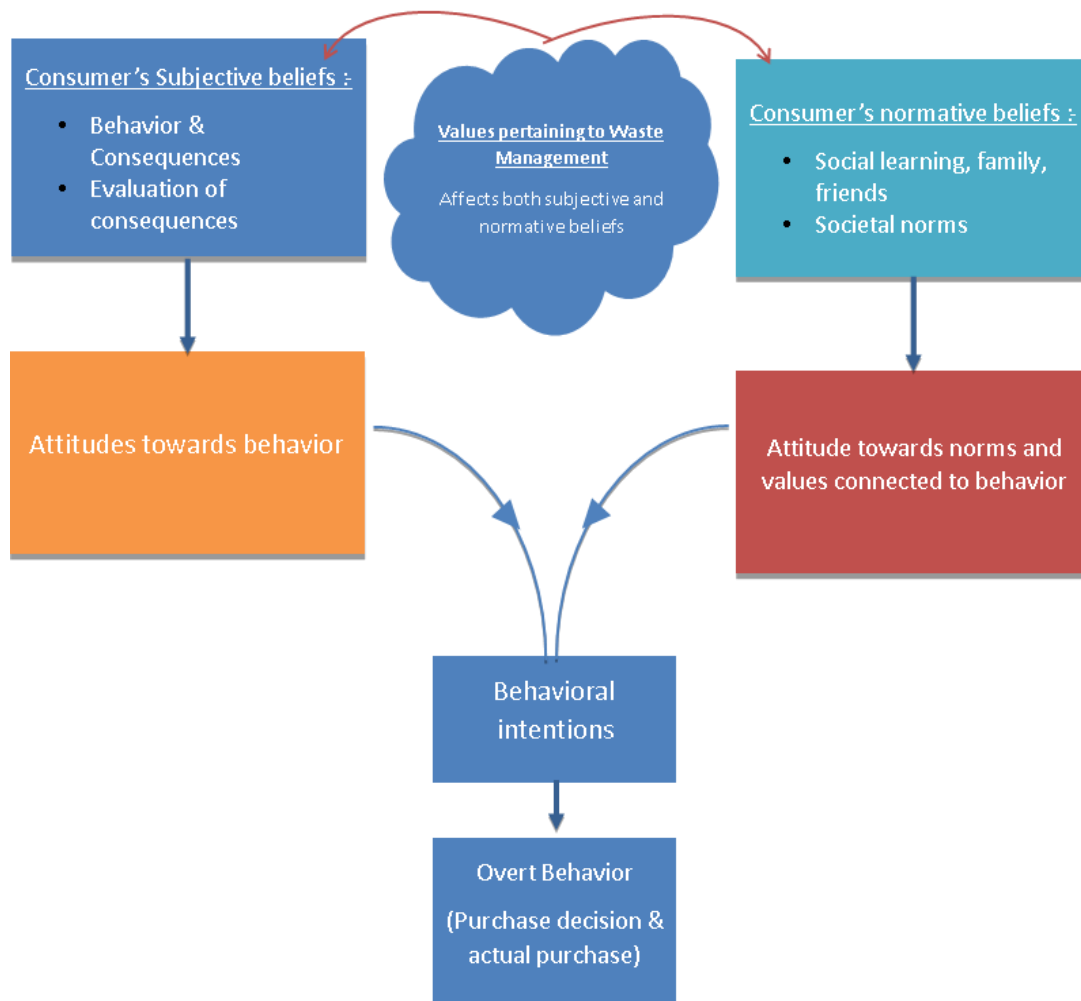 Consumer's Subjective beliefs :-
• Behavior &
Consequences
• Evaluation of
consequences
Values pertaining to Waste
Management
Affects both subjective and
normative beliefs
Consumer's normative beliefs :-
• Social learning, family,
friends
• Societal norms
Attitudes towards behavior
Attitude towards norms and
values connected to behavior
Behavioral
intentions
Overt Behavior
(Purchase decision &
actual purchase)